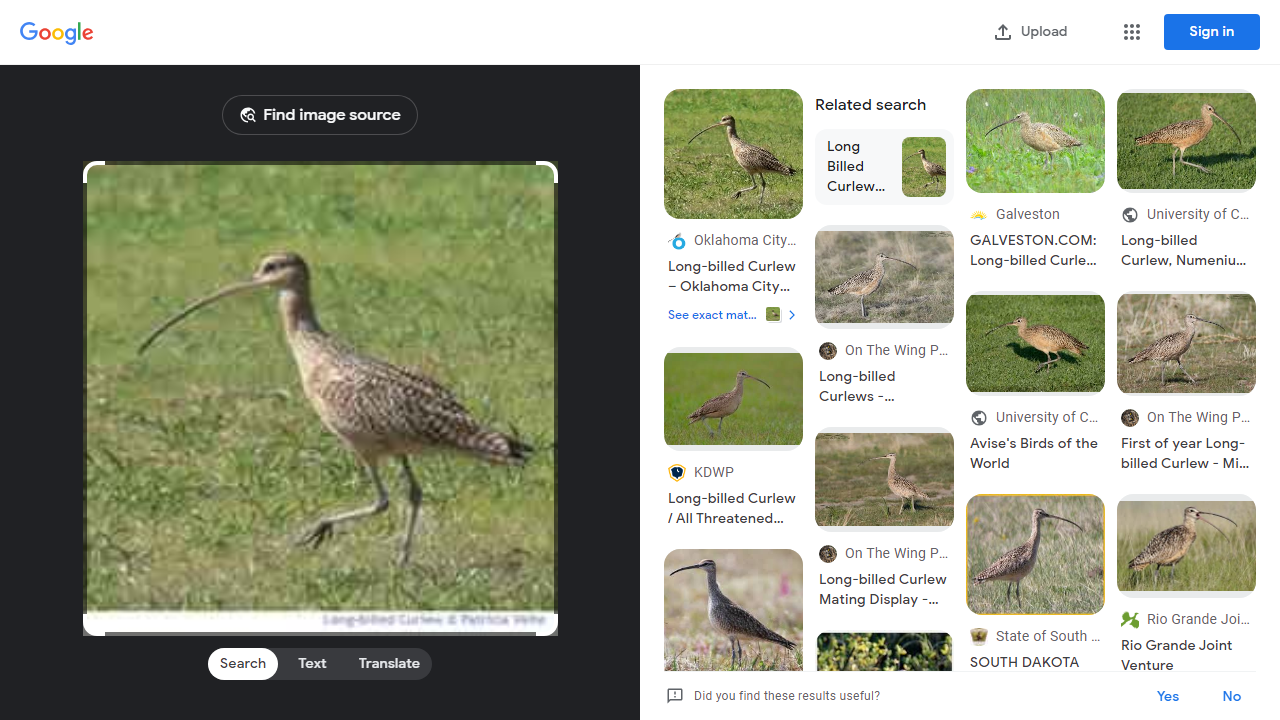 Google
Upload
Sign in
Find image source
Long-billed Curlew © Patricia Velte
Search
Text
Translate
Oklahoma City...
Long-billed Curlew
– Oklahoma City...
See exact mat...
KDWP
Long-billed Curlew
/ All Threatened...
Related search
Long
Billed
Curlew...
On The Wing P...
Long-billed
Curlews -...
On The Wing P...
Long-billed Curlew
Mating Display -...
Galveston
GALVESTON.COM:
Long-billed Curle...
University of C...
Avise's Birds of the
World
State of South ...
SOUTH DAKOTA
University of C...
Long-billed
Curlew, Numeniu...
On The Wing P...
First of year Long-
billed Curlew - Mi...
Rio Grande Joi...
Rio Grande Joint
Venture
Did you find these results useful?
Yes
No